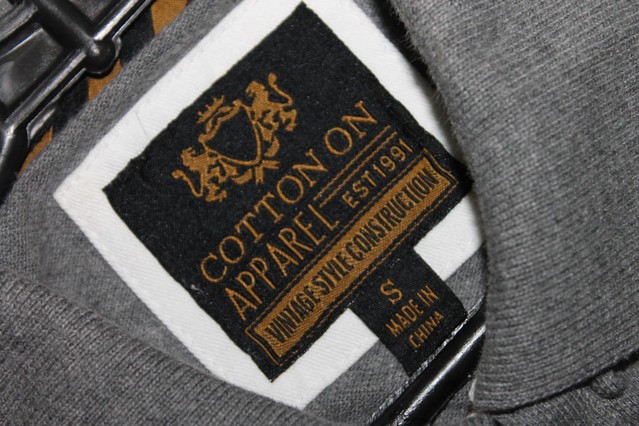 COTTON ON
APPAREL EST 1991
VINTAGE STYLE CONSTRUCTION
S
MADE IN
CHINA